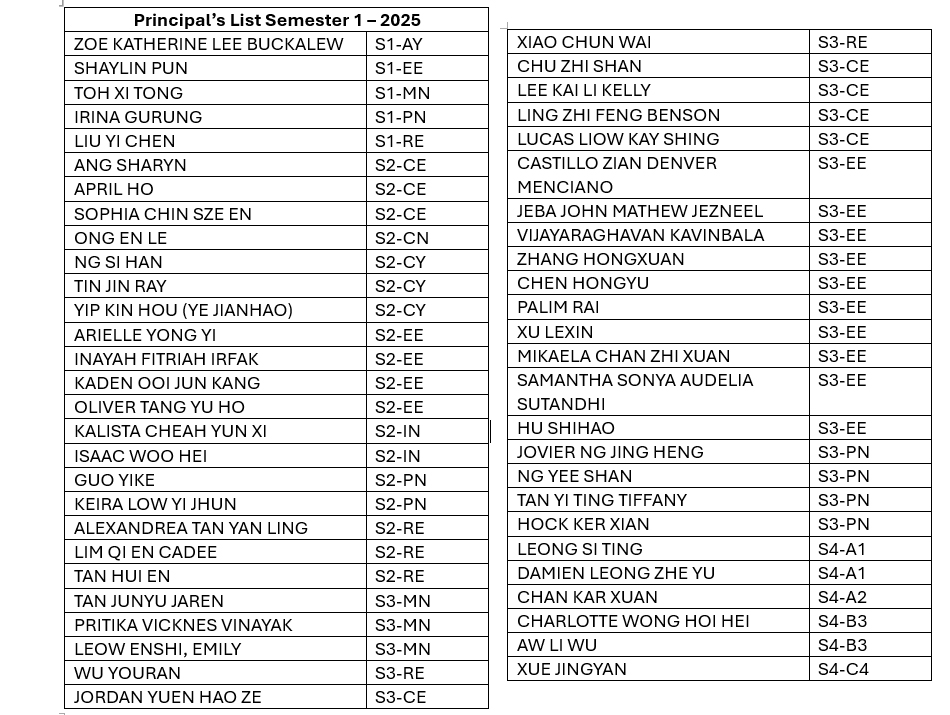 Principal’s List Semester 1 – 2025
ZOE KATHERINE LEE BUCKALEW S1-AY
SHAYLIN PUN S1-EE
TOH XI TONG S1-MN
IRINA GURUNG S1-PN
LIU YI CHEN S1-RE
ANG SHARYN S2-CE
APRIL HO S2-CE
SOPHIA CHIN SZE EN S2-CE
ONG EN LE S2-CN
NG SI HAN S2-CY
TIN JIN RAY S2-CY
YIP KIN HOU (YE JIANHAO) S2-CY
ARIELLE YONG YI S2-EE
INAYAH FITRIAH IRFAK S2-EE
KADEN OOI JUN KANG S2-EE
OLIVER TANG YU HO S2-EE
KALISTA CHEAH YUN XI S2-IN
ISAAC WOO HEI S2-IN
GUO YIKE S2-PN
KEIRA LOW YI JHUN S2-PN
ALEXANDREA TAN YAN LING S2-RE
LIM QI EN CADEE S2-RE
TAN HUI EN S2-RE
TAN JUNYU JAREN S3-MN
PRITIKA VICKNES VINAYAK S3-MN
LEOW ENSHI, EMILY S3-MN
WU YOURAN S3-RE
JORDAN YUEN HAO ZE S3-CE
XIAO CHUN WAI S3-RE
CHU ZHI SHAN S3-CE
LEE KAI LI KELLY S3-CE
LING ZHI FENG BENSON S3-CE
LUCAS LIOW KAY SHING S3-CE
CASTILLO ZIAN DENVER S3-EE
MENCIANO
JEBA JOHN MATHEW JEZNEEL S3-EE
VIJAYARAGHAVAN KAVINBALA S3-EE
ZHANG HONGXUAN S3-EE
CHEN HONGYU S3-EE
PALIM RAI S3-EE
XU LEXIN S3-EE
MIKAELA CHAN ZHI XUAN S3-EE
SAMANTHA SONYA AUDELIA S3-EE
SUTANDHI
HU SHIHAO S3-EE
JOVIER NG JING HENG S3-PN
NG YEE SHAN S3-PN
TAN YI TING TIFFANY S3-PN
HOCK KER XIAN S3-PN
LEONG SI TING S4-A1
DAMIEN LEONG ZHE YU S4-A1
CHAN KAR XUAN S4-A2
CHARLOTTE WONG HOI HEI S4-B3
AW LI WU S4-B3
XUE JINGYAN S4-C4